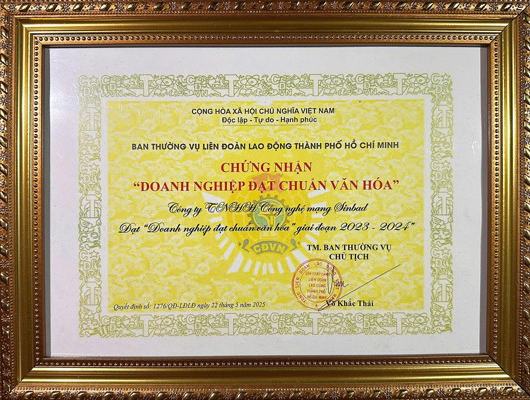 CỘNG HÒA XÃ HỘI CHỦ NGHĨA VIỆT NAM
Độc lập - Tự do - Hạnh phúc
BAN THƯỜNG VỤ LIÊN ĐOÀN LAO ĐỘNG THÀNH PHỐ HỒ CHÍ MINH
CHỨNG NHẬN
“DOANH NGHIỆP ĐẠT CHUẨN VĂN HÓA”
Công ty TNHH Công nghệ mạng Sinbad
Đạt “Doanh nghiệp đạt chuẩn văn hóa” giai đoạn 2023 - 2024”
CĐVN
TM. BAN THƯỜNG VỤ
CHỦ TỊCH
Quyết định số: 1276/QĐ-LĐLĐ ngày 22 tháng 5 năm 2025
Võ Khắc Thái